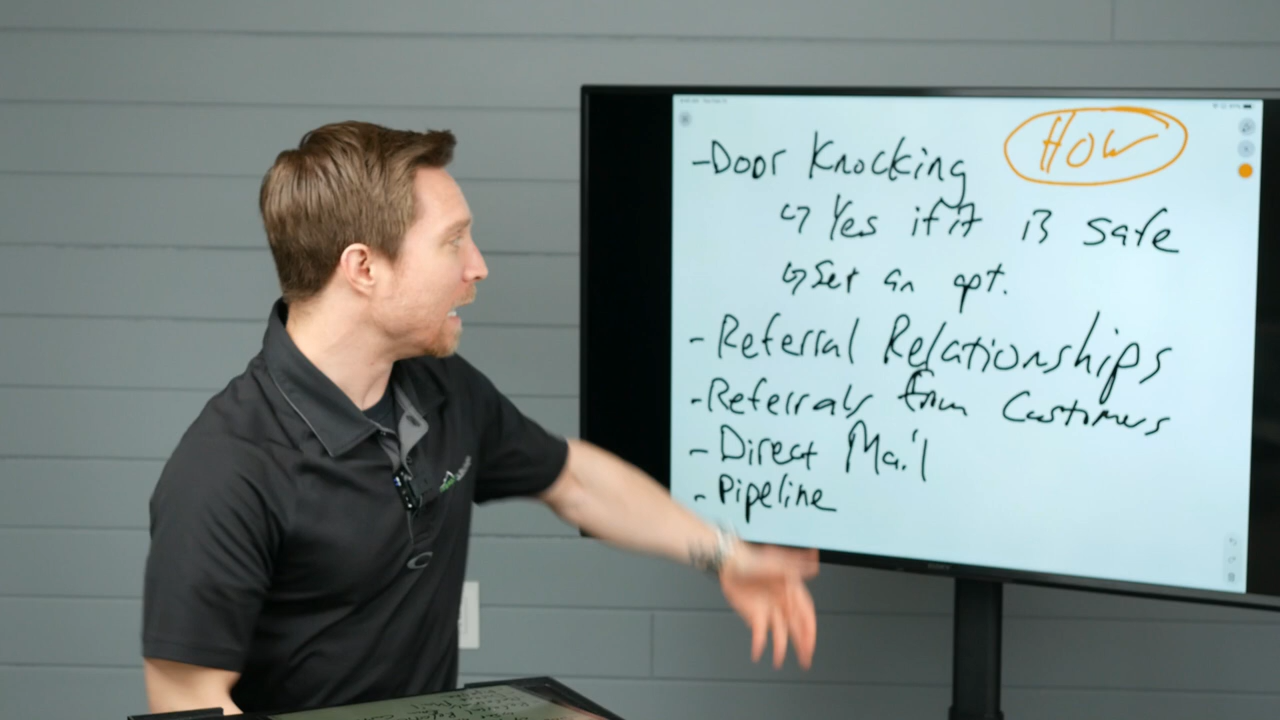 How
-Door Knocking
↳ Yes if it is safe
↳ Set an apt.
- Referral Relationships
- Referrals from Customers
- Direct Mail
- Pipeline
SONY